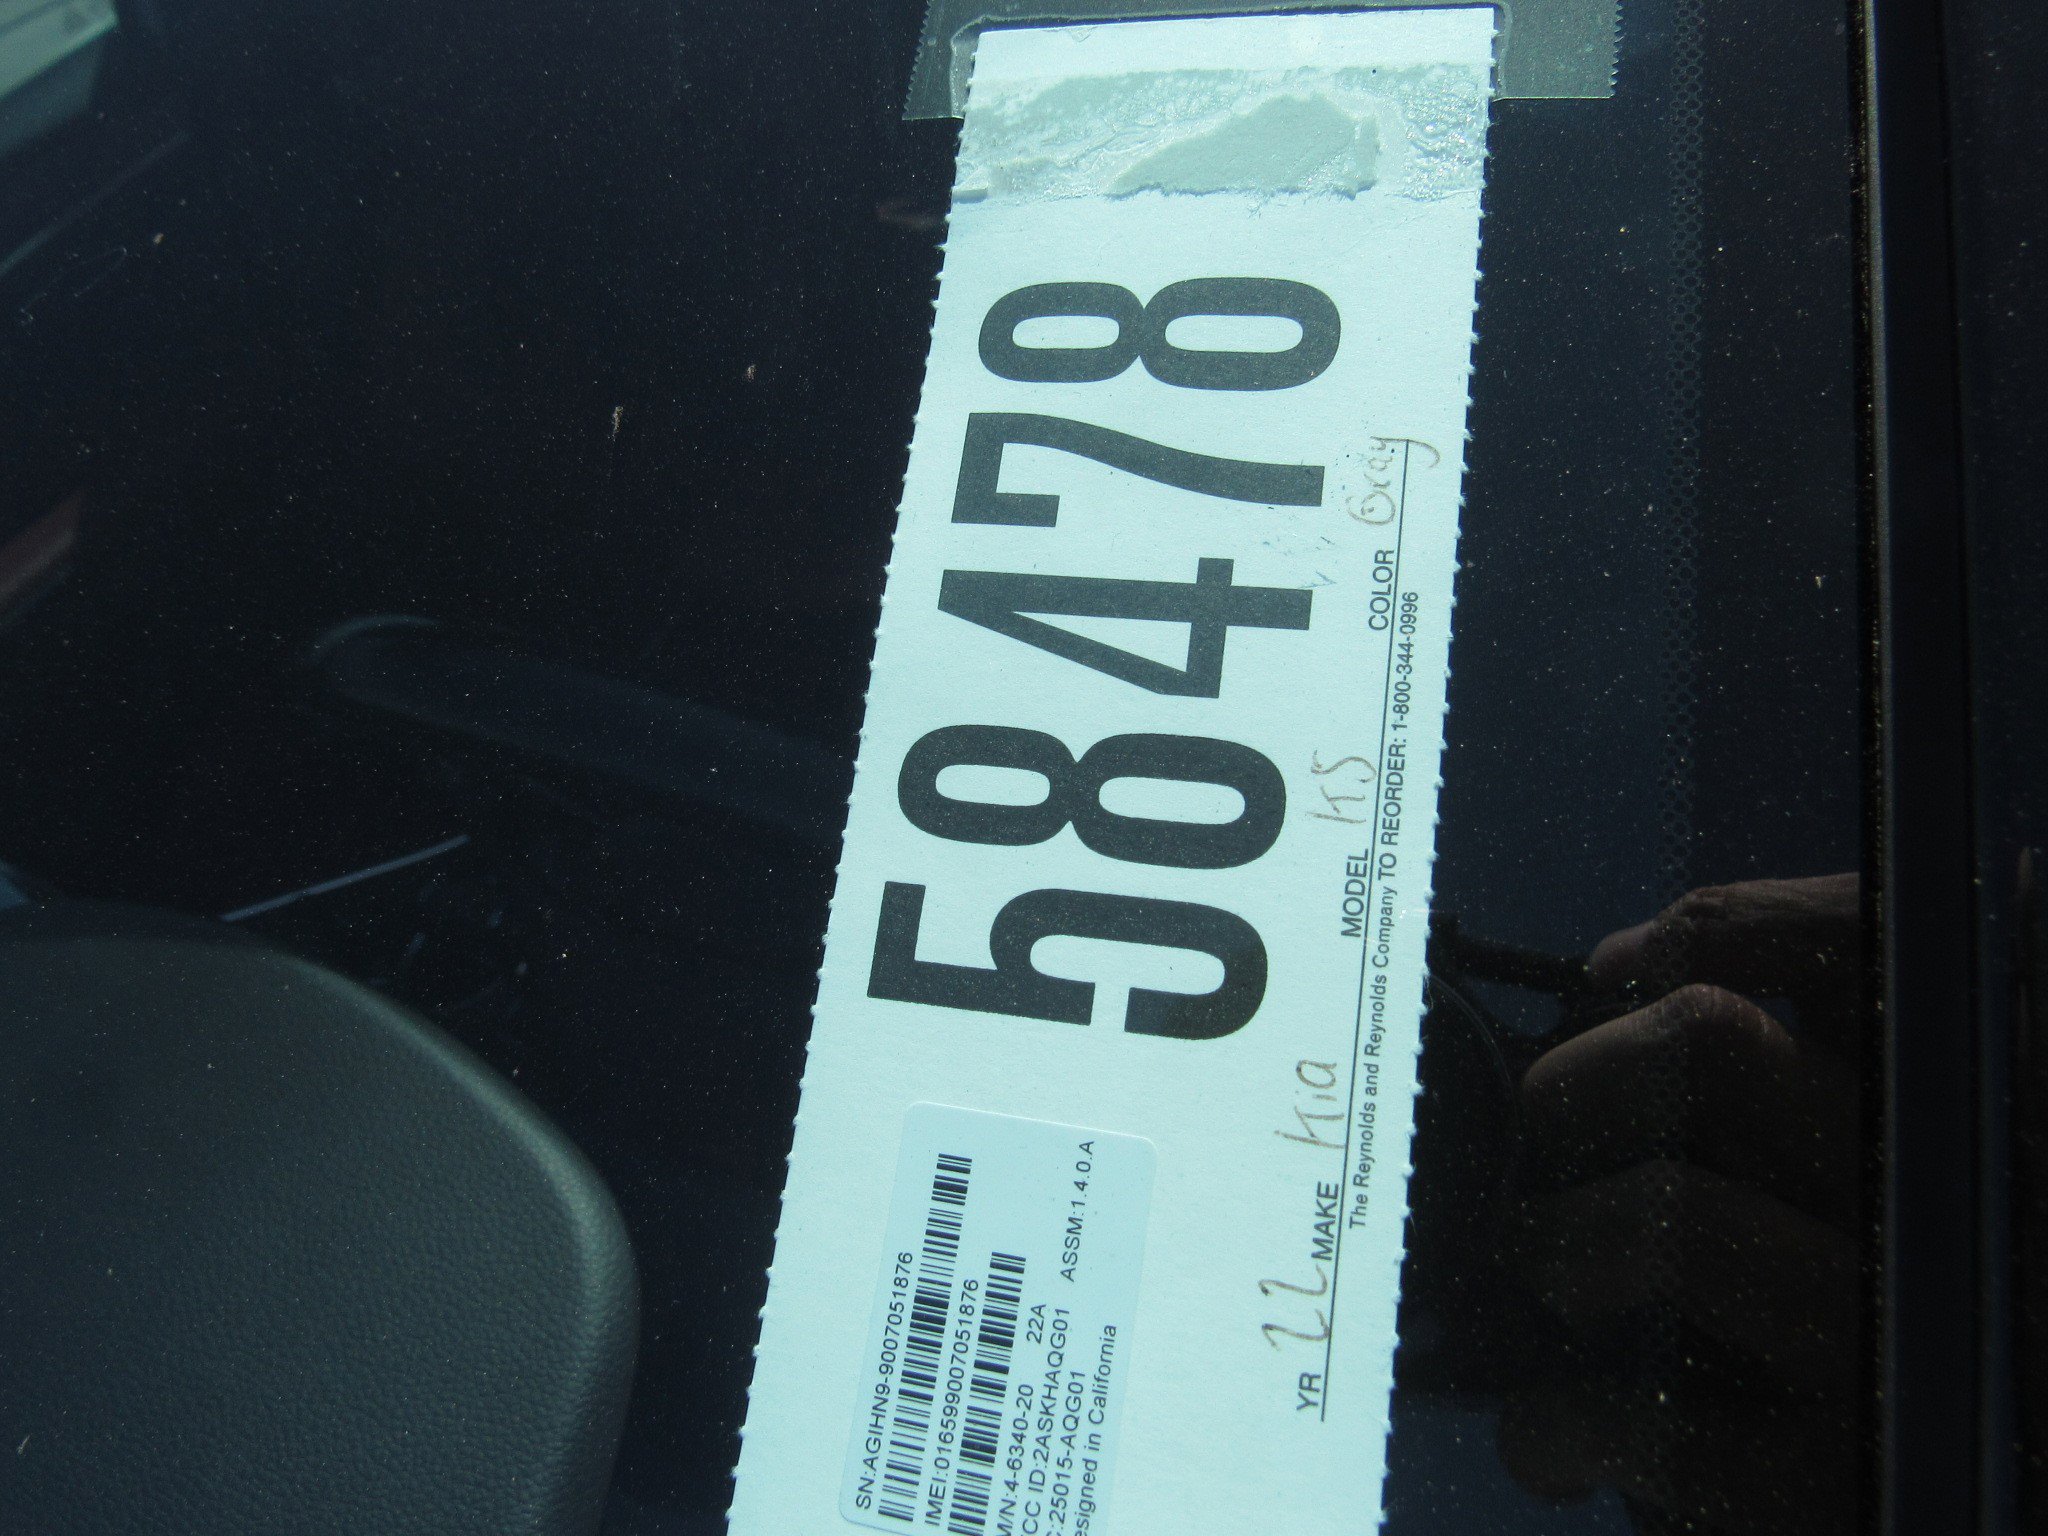 58478
YR 22 MAKE Kia MODEL K5 COLOR Gray
The Reynolds and Reynolds Company TO REORDER: 1-800-344-0996
SN:AGIHN9-9007051876
IMEI:016599007051876
M/N:4-6340-20 22A
CC ID:2ASKHAQG01 ASSM:1.4.0.A
C:25015-AQG01
esigned in California